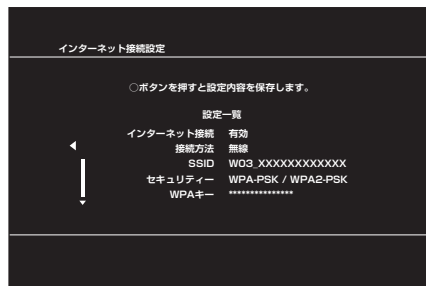 インターネット接続設定
○ボタンを押すと設定内容を保存します。
設定一覧
インターネット接続 有効
接続方法 無線
SSID W03_XXXXXXXXXXXX
セキュリティー WPA-PSK / WPA2-PSK
WPAキー ***************